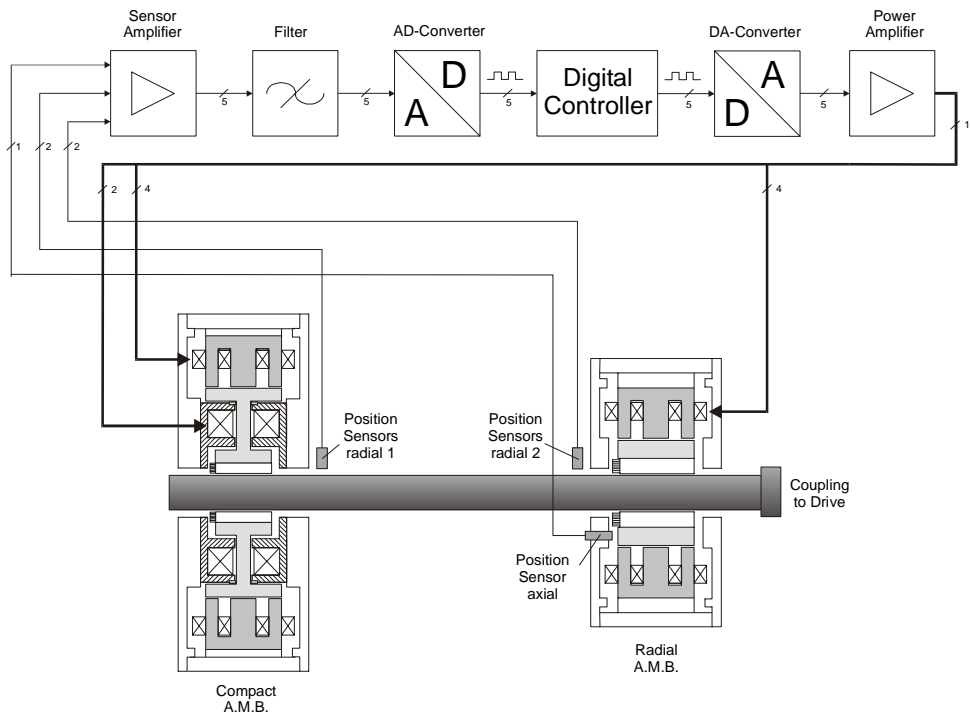 Sensor
Amplifier
Filter
AD-Converter
DA-Converter
Power
Amplifier
D
A
Digital
Controller
A
D
5
5
5
5
5
1
1
2
2
2
4
4
Position
Sensors
radial 1
Position
Sensors
radial 2
Coupling
to Drive
Position
Sensor
axial
Radial
A.M.B.
Compact
A.M.B.